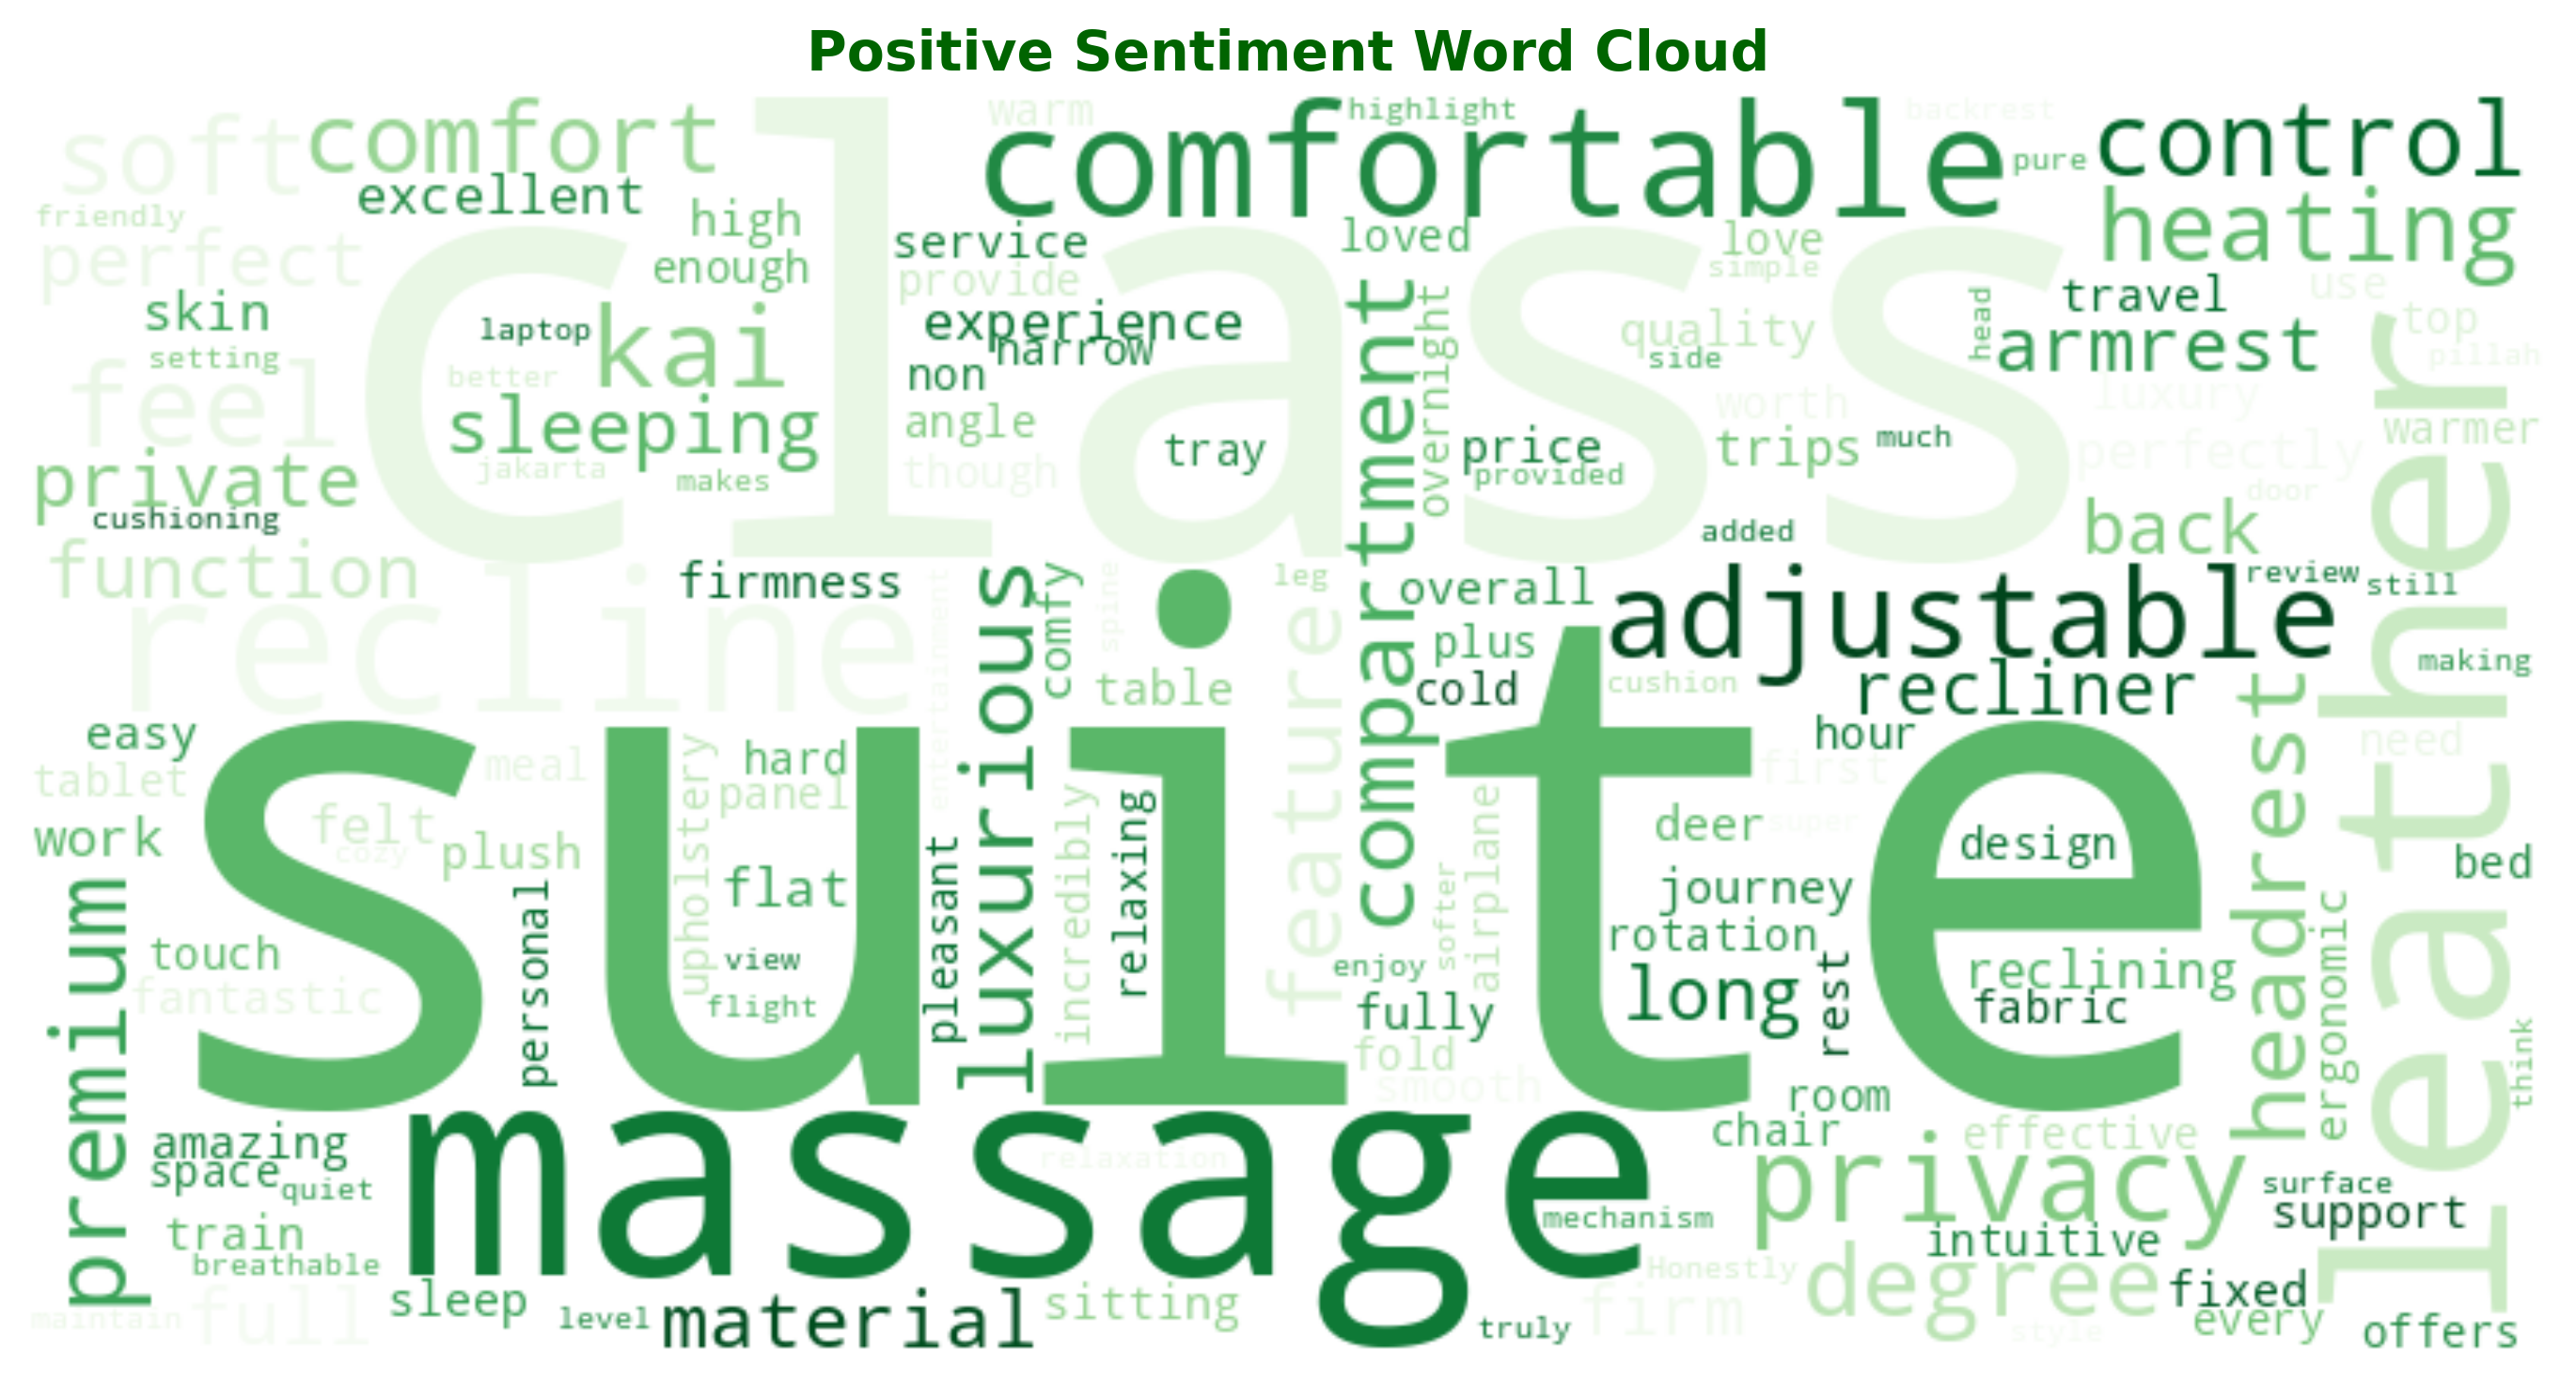 Positive Sentiment Word Cloud
soft
comfort
warm
highlight
comfortable
backrest
pure
control
excellent
friendly
perfect
high
enough
class
service
provide
loved
love
simple
heating
use
travel
top
pillah
skin
setting
laptop
kai
better
experience
narrow
non
overnight
quality
side
head
armrest
feel
sleeping
angle
tray
worth
luxury
warmer
private
jakarta
makes
though
compartment
price
provided
trips
much
perfectly
door
cushioning
added
back
function
recline
firmness
entertainment
luxurious
comfy
spine
leg
feature
overall
adjustable
review
still
leather
plus
making
table
cold
cushion
recliner
headrest
easy
meal
upholstery
hard
suite
hour
need
tablet
panel
incredibly
relaxing
airplane
first
felt
cozy
work
plush
deer
super
design
bed
premium
personal
flat
pleasant
softer
journey
ergonomic
touch
view
enjoy
rotation
rest
reclining
fantastic
flight
fully
long
fabric
fold
smooth
room
think
massage
amazing
chair
effective
space
quiet
relaxation
privacy
surface
support
train
mechanism
intuitive
breathable
Honestly
degree
fixed
maintain
full
sleep
level
material
sitting
truly
firm
style
every
offers